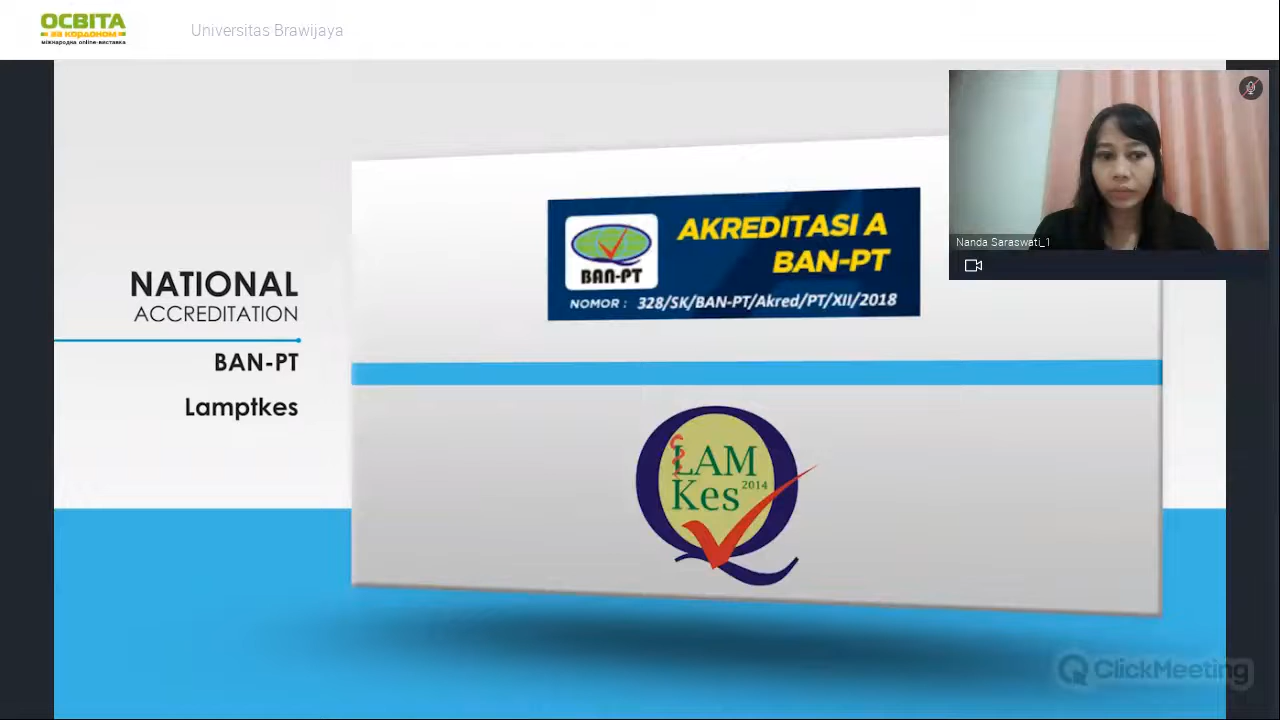 ОСВІТА
за кордоном
міжнародна online-виставка
Universitas Brawijaya
NATIONAL
ACCREDITATION
BAN-PT
Lamptkes
BAN-PT
AKREDITASI A
BAN-PT
NOMOR : 328/SK/BAN-PT/Akred/PT/XII/2018
LAM
Kes 2014
Nanda Saraswati_1
ClickMeeting